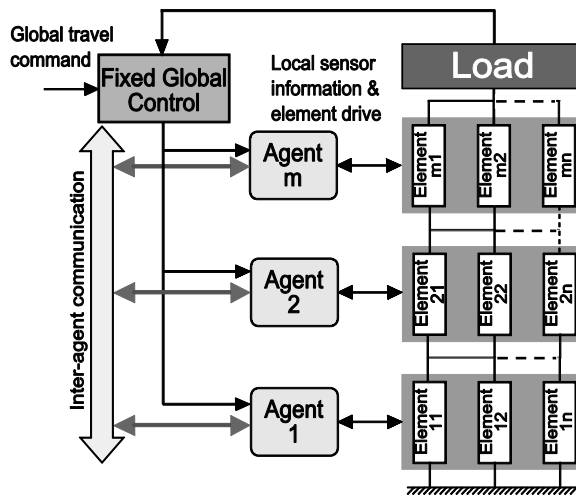 Global travel
command
Fixed Global
Control
Local sensor
information &
element drive
Load
Inter-agent communication
Agent
m
Element
m1
Element
m2
Element
mn
Agent
2
Element
21
Element
22
Element
2n
Agent
1
Element
11
Element
12
Element
1n